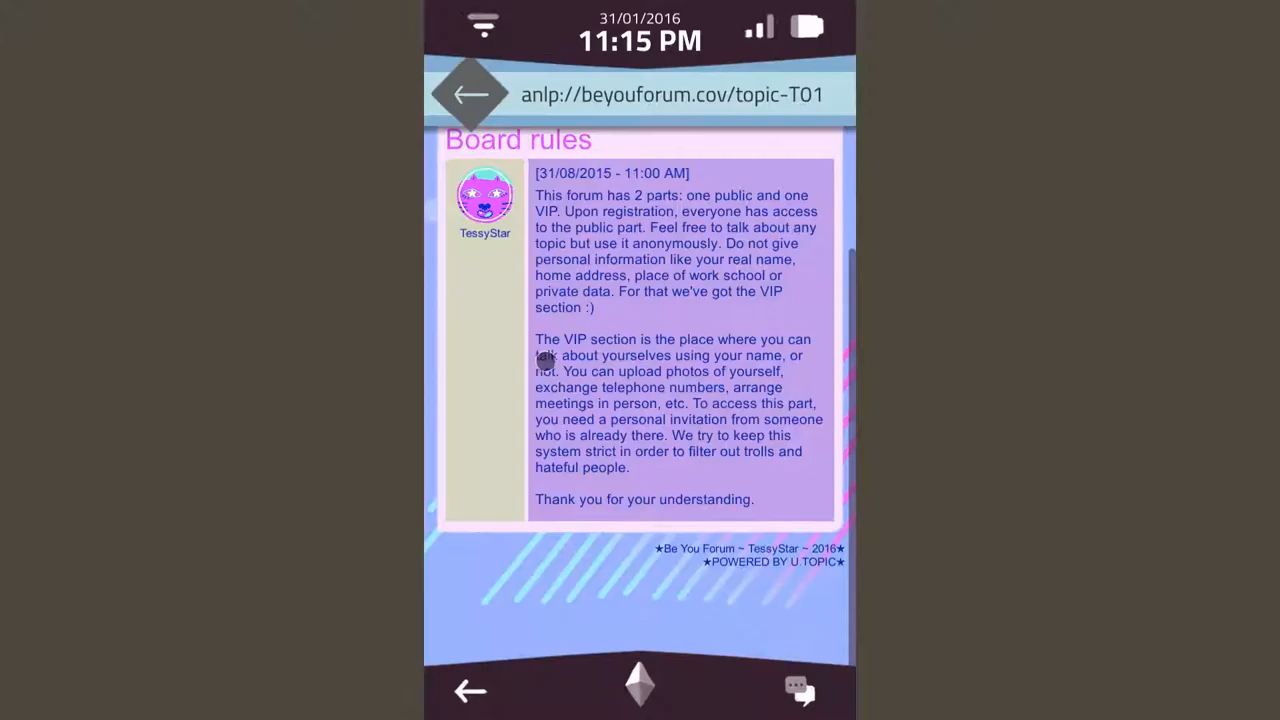 31/01/2016
11:15 PM
anlp://beyouforum.cov/topic-T01
Board rules
TessyStar
[31/08/2015 - 11:00 AM]
This forum has 2 parts: one public and one
VIP. Upon registration, everyone has access
to the public part. Feel free to talk about any
topic but use it anonymously. Do not give
personal information like your real name,
home address, place of work school or
private data. For that we've got the VIP
section :)
The VIP section is the place where you can
talk about yourselves using your name, or
not. You can upload photos of yourself,
exchange telephone numbers, arrange
meetings in person, etc. To access this part,
you need a personal invitation from someone
who is already there. We try to keep this
system strict in order to filter out trolls and
hateful people.
Thank you for your understanding.
★Be You Forum ~ TessyStar ~ 2016★
★POWERED BY U TOPIC★